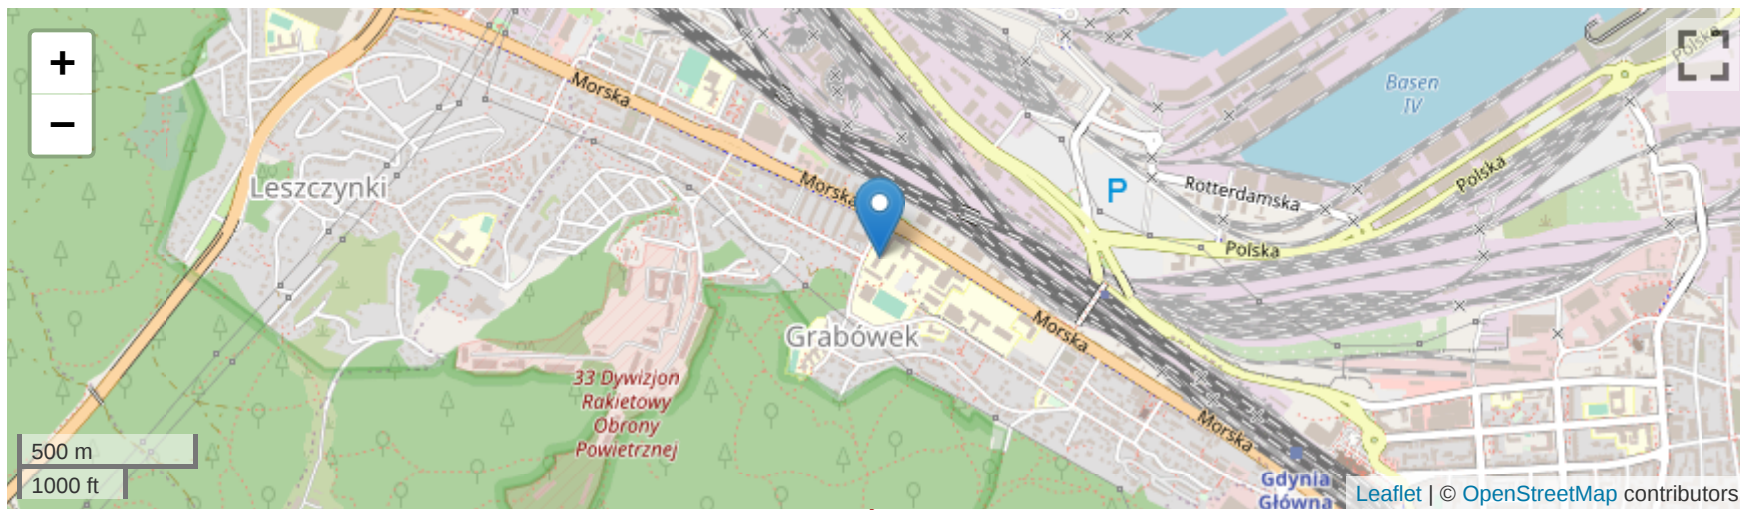 +
−
Morska
Basen
IV
Polska
Leszczynki
Morska
P
Rotterdamska
Polska
Polska
Grabówek
Morska
33 Dywizjon
Rakietowy
Obrony
Powietrznej
Morska
500 m
1000 ft
Gdynia
Główna
Leaflet | © OpenStreetMap contributors